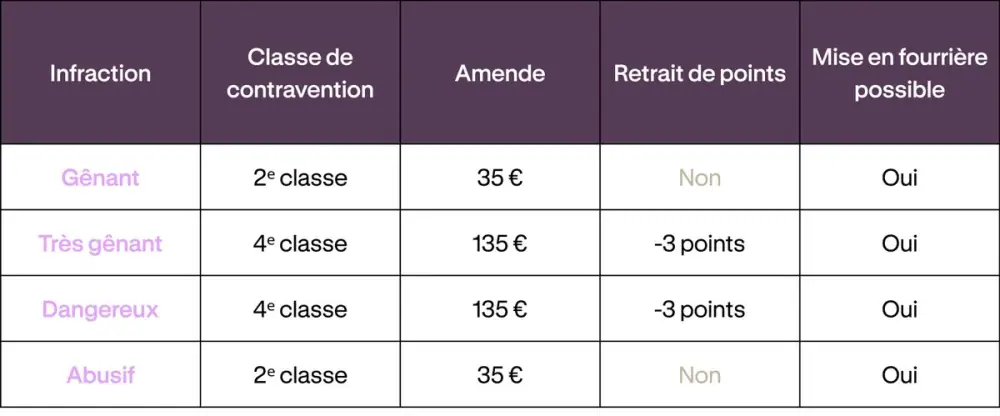 Infraction
Classe de
contravention
Amende
Retrait de points
Mise en fourrière
possible
Gênant
2ᵉ classe
35 €
Non
Oui
Très gênant
4ᵉ classe
135 €
-3 points
Oui
Dangereux
4ᵉ classe
135 €
-3 points
Oui
Abusif
2ᵉ classe
35 €
Non
Oui